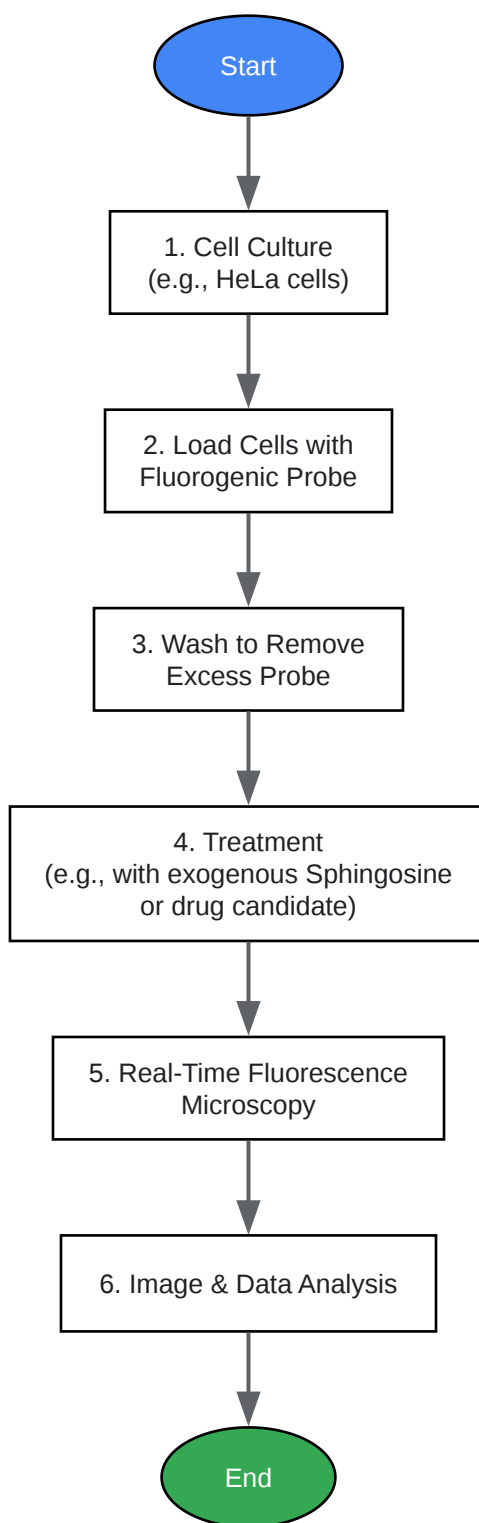 Start
1. Cell Culture
(e.g., HeLa cells)
2. Load Cells with
Fluorogenic Probe
3. Wash to Remove
Excess Probe
4. Treatment
(e.g., with exogenous Sphingosine
or drug candidate)
5. Real-Time Fluorescence
Microscopy
6. Image & Data Analysis
End